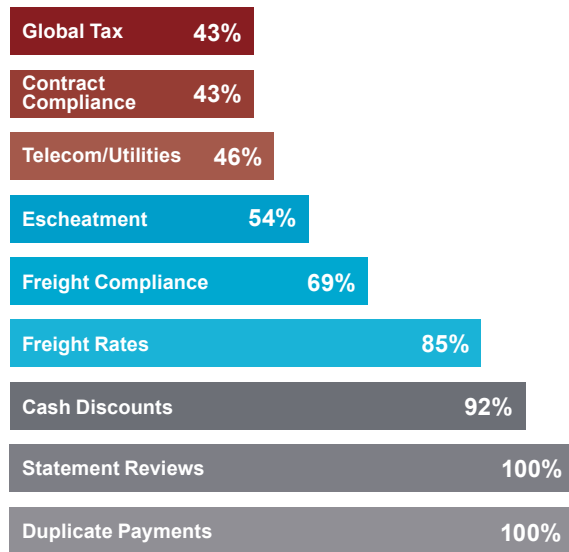 Global Tax 43%
Contract
Compliance 43%
Telecom/Utilities 46%
Escheatment 54%
Freight Compliance 69%
Freight Rates 85%
Cash Discounts 92%
Statement Reviews 100%
Duplicate Payments 100%